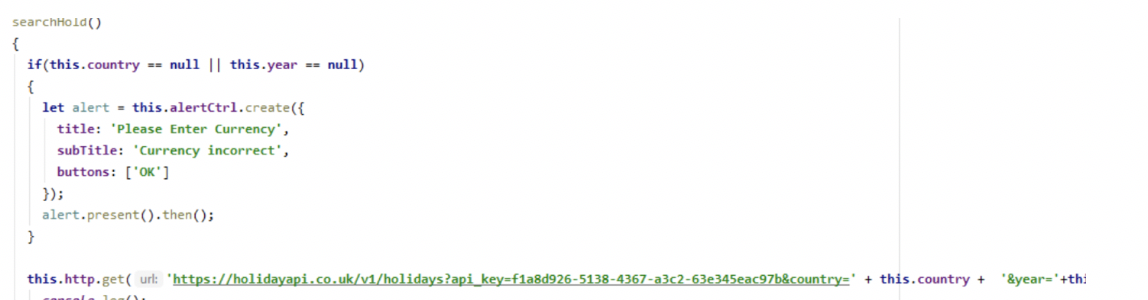 searchHold()
{
if(this.country == null || this.year == null)
{
let alert = this.alertCtrl.create({
title: 'Please Enter Currency',
subTitle: 'Currency incorrect',
buttons: ['OK']
});
alert.present().then();
}
this.http.get( url: 'https://holidayapi.co.uk/v1/holidays?api_key=f1a8d926-5138-4367-a3c2-63e345eac97b&country=' + this.country + '&year='+thi
console.log();